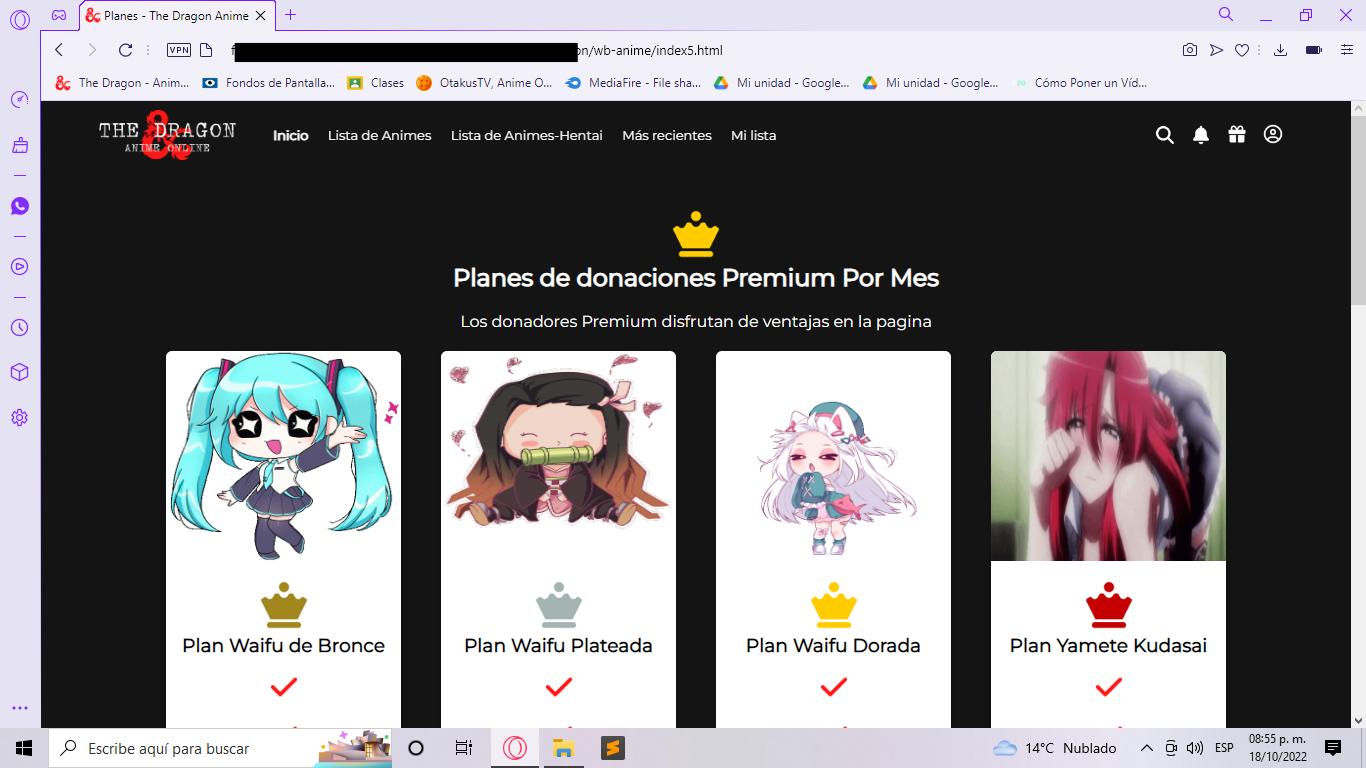 Planes - The Dragon Anime
VPN
on/wb-anime/index5.html
The Dragon - Anim...
Fondos de Pantalla...
Clases
OtakusTV, Anime O...
MediaFire - File sha...
Mi unidad - Google...
Mi unidad - Google...
Cómo Poner un Víd...
THE DRAGON
ANIME ONLINE
Inicio
Lista de Animes
Lista de Animes-Hentai
Más recientes
Mi lista
Planes de donaciones Premium Por Mes
Los donadores Premium disfrutan de ventajas en la pagina
Plan Waifu de Bronce
Plan Waifu Plateada
Plan Waifu Dorada
Plan Yamete Kudasai
Escribe aquí para buscar
14°C Nublado
ESP
08:55 p. m.
18/10/2022